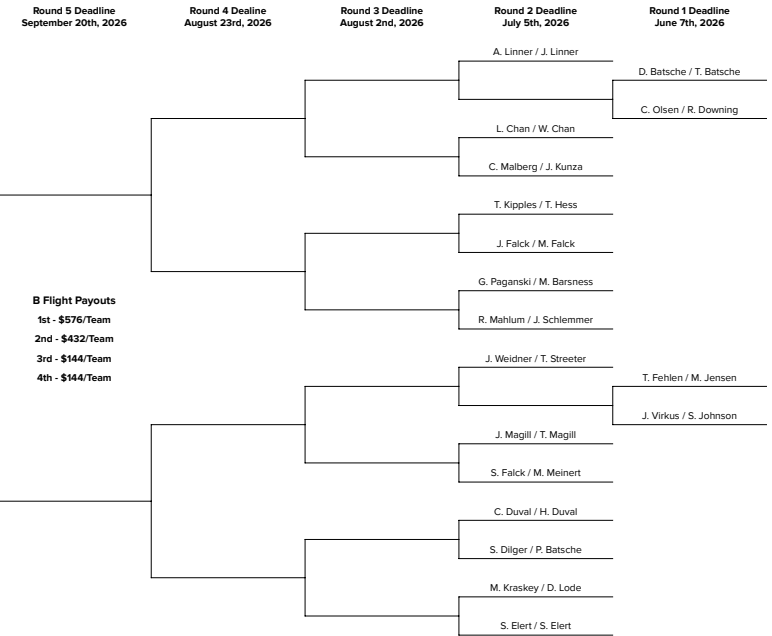 Round 5 Deadline
September 20th, 2026
Round 4 Dealine
August 23rd, 2026
Round 3 Deadline
August 2nd, 2026
Round 2 Deadline
July 5th, 2026
Round 1 Deadline
June 7th, 2026
A. Linner / J. Linner
D. Batsche / T. Batsche
C. Olsen / R. Downing
L. Chan / W. Chan
C. Malberg / J. Kunza
T. Kipples / T. Hess
J. Falck / M. Falck
G. Paganski / M. Barsness
R. Mahlum / J. Schlemmer
B Flight Payouts
1st - $576/Team
2nd - $432/Team
3rd - $144/Team
4th - $144/Team
J. Weidner / T. Streeter
T. Fehlen / M. Jensen
J. Virkus / S. Johnson
J. Magill / T. Magill
S. Falck / M. Meinert
C. Duval / H. Duval
S. Dilger / P. Batsche
M. Kraskey / D. Lode
S. Elert / S. Elert